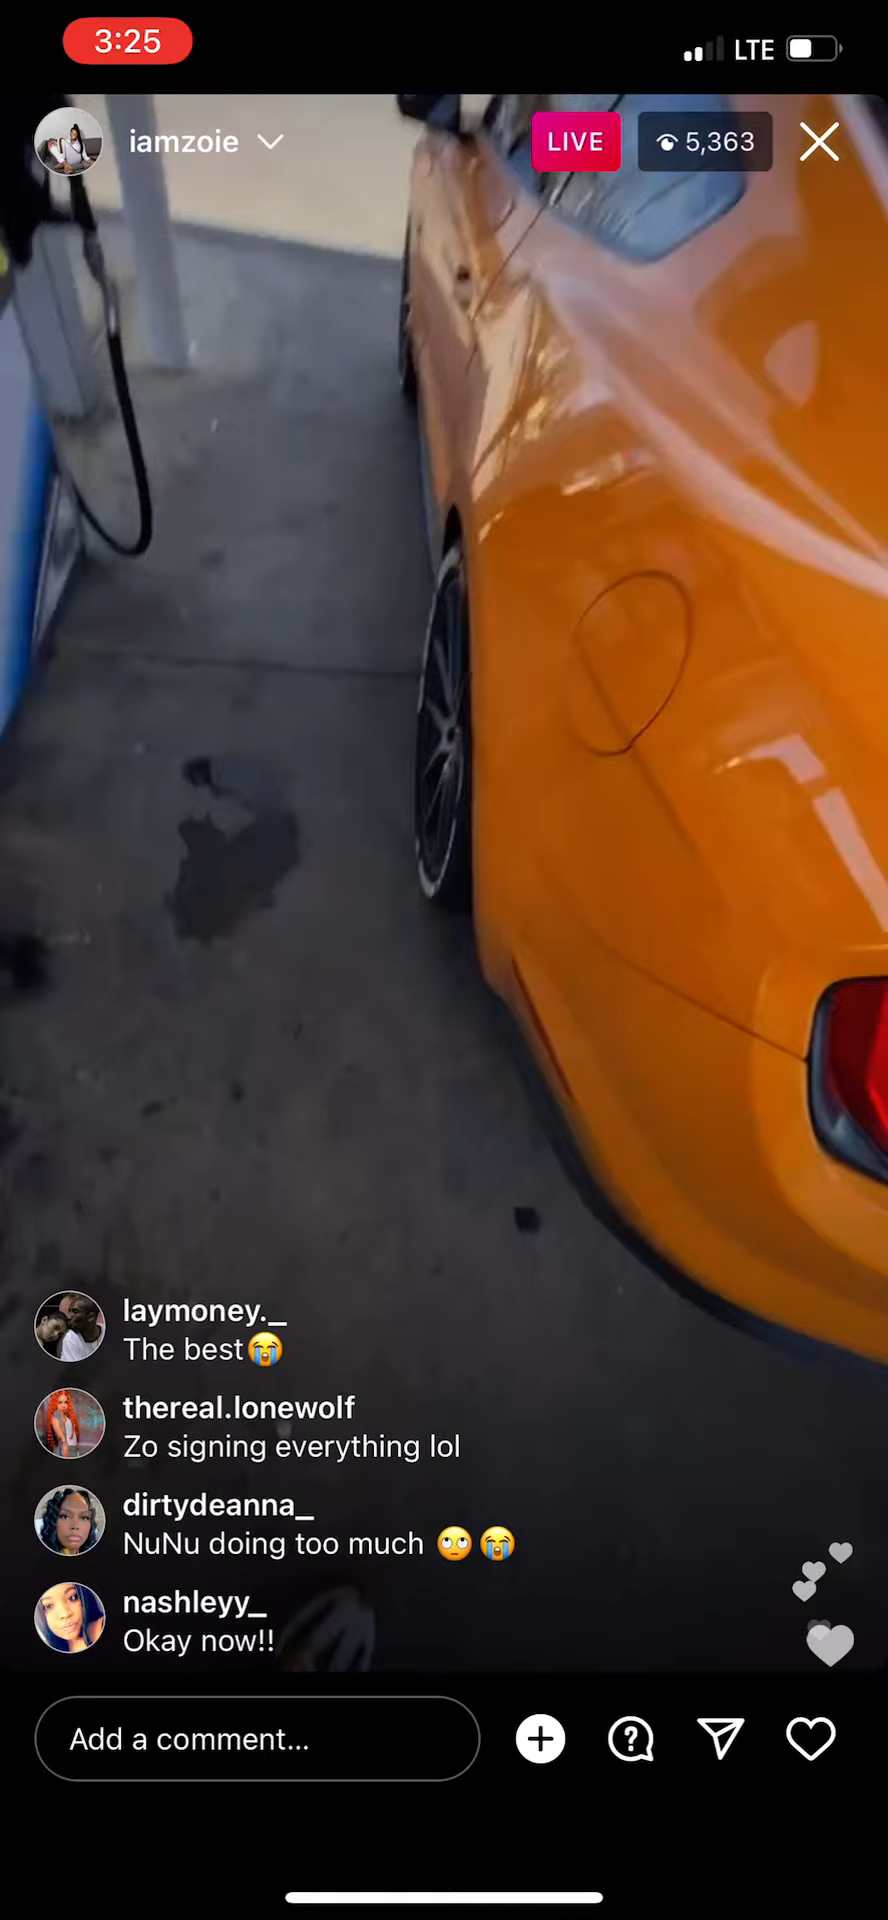 3:25
LTE
iamzoie
LIVE
5,363
laymoney._
The best😭
thereal.lonewolf
Zo signing everything lol
dirtydeanna_
NuNu doing too much 🙄😭
nashleyy_
Okay now!!
Add a comment...